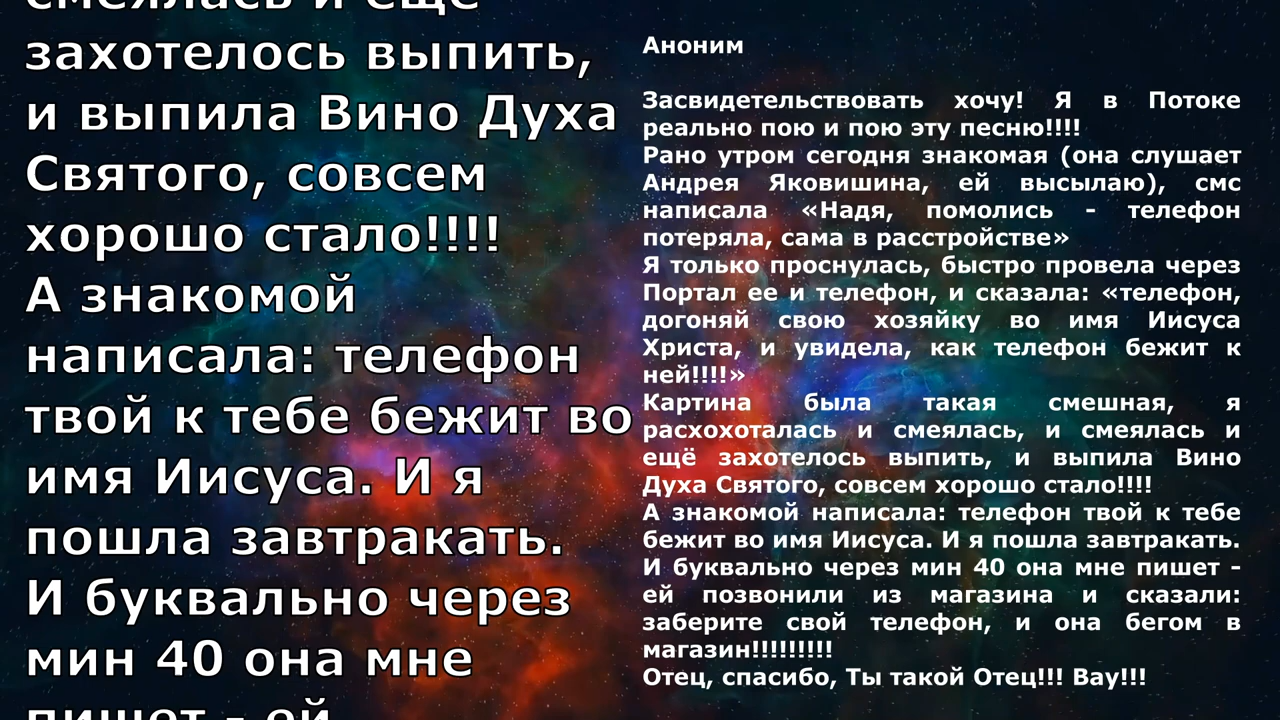 смеялась и ещё
захотелось выпить,
и выпила Вино Духа
Святого, совсем
хорошо стало!!!!
А знакомой
написала: телефон
твой к тебе бежит во
имя Иисуса. И я
пошла завтракать.
И буквально через
мин 40 она мне
пишет - ей
Аноним
Засвидетельствовать хочу! Я в Потоке
реально пою и пою эту песню!!!!
Рано утром сегодня знакомая (она слушает
Андрея Яковишина, ей высылаю), смс
написала «Надя, помолись - телефон
потеряла, сама в расстройстве»
Я только проснулась, быстро провела через
Портал ее и телефон, и сказала: «телефон,
догоняй свою хозяйку во имя Иисуса
Христа, и увидела, как телефон бежит к
ней!!!!»
Картина была такая смешная, я
расхохоталась и смеялась, и смеялась и
ещё захотелось выпить, и выпила Вино
Духа Святого, совсем хорошо стало!!!!
А знакомой написала: телефон твой к тебе
бежит во имя Иисуса. И я пошла завтракать.
И буквально через мин 40 она мне пишет -
ей позвонили из магазина и сказали:
заберите свой телефон, и она бегом в
магазин!!!!!!!!!
Отец, спасибо, Ты такой Отец!!! Вау!!!